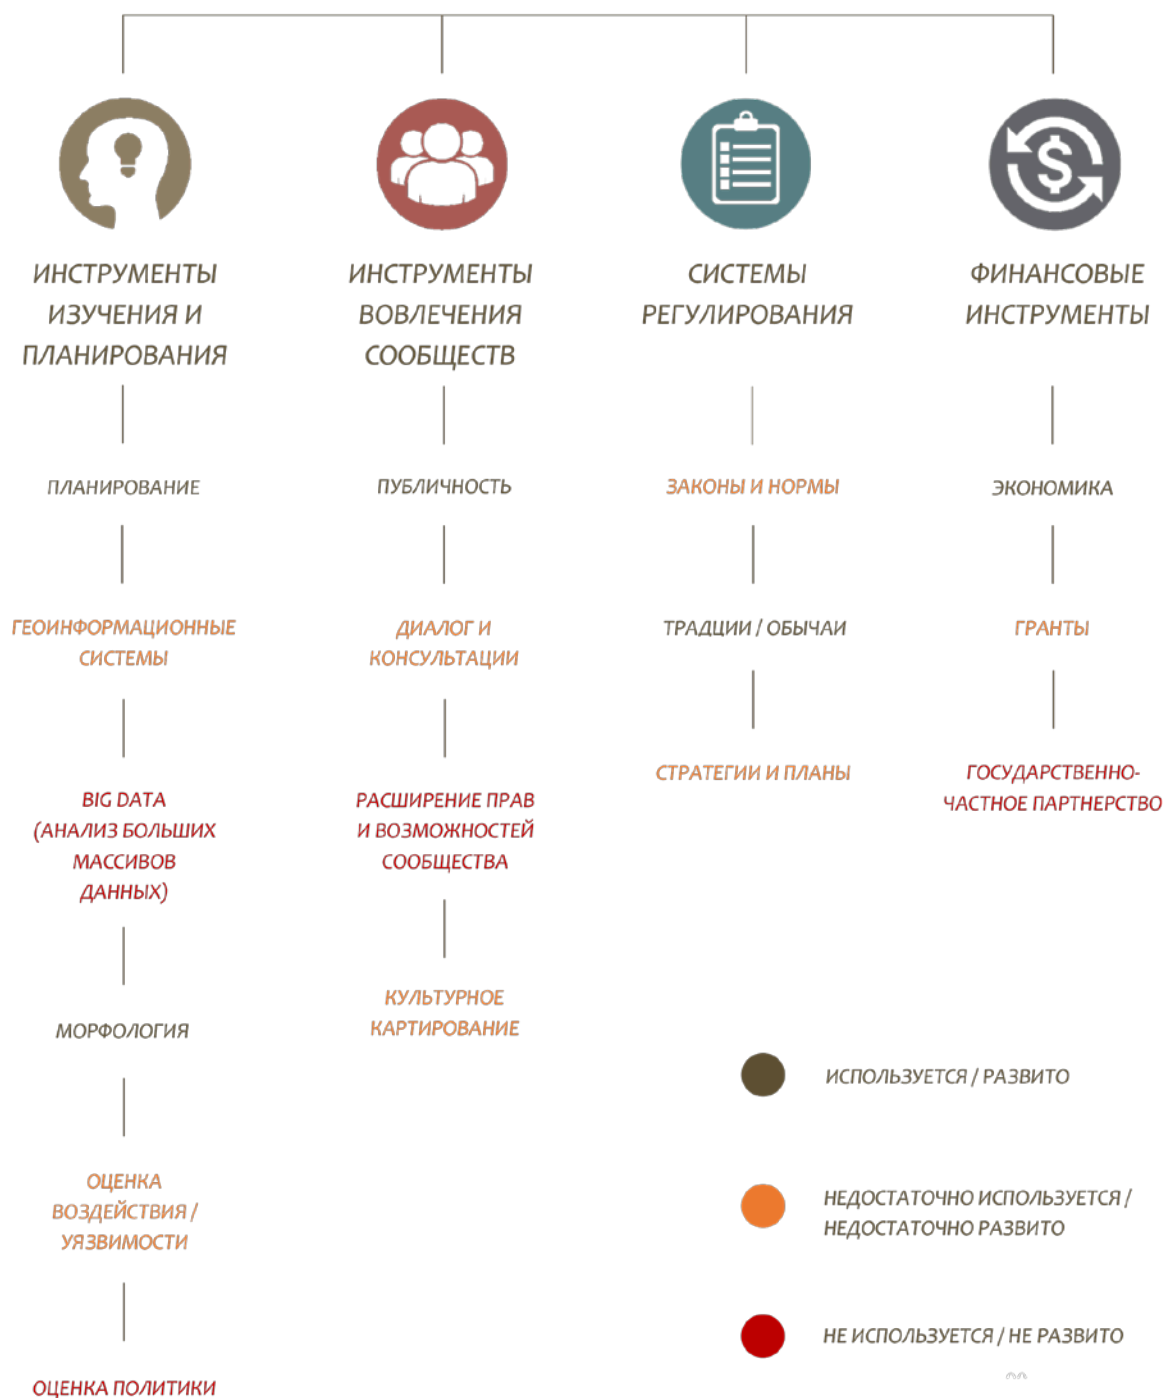 ИНСТРУМЕНТЫ
ИЗУЧЕНИЯ И
ПЛАНИРОВАНИЯ
ПЛАНИРОВАНИЕ
ГЕОИНФОРМАЦИОННЫЕ
СИСТЕМЫ
BIG DATA
(АНАЛИЗ БОЛЬШИХ
МАССИВОВ
ДАННЫХ)
МОРФОЛОГИЯ
ОЦЕНКА
ВОЗДЕЙСТВИЯ /
УЯЗВИМОСТИ
ОЦЕНКА ПОЛИТИКИ
ИНСТРУМЕНТЫ
ВОВЛЕЧЕНИЯ
СООБЩЕСТВ
ПУБЛИЧНОСТЬ
ДИАЛОГ И
КОНСУЛЬТАЦИИ
РАСШИРЕНИЕ ПРАВ
И ВОЗМОЖНОСТЕЙ
СООБЩЕСТВА
КУЛЬТУРНОЕ
КАРТИРОВАНИЕ
СИСТЕМЫ
РЕГУЛИРОВАНИЯ
ЗАКОНЫ И НОРМЫ
ТРАДЦИИ / ОБЫЧАИ
СТРАТЕГИИ И ПЛАНЫ
ФИНАНСОВЫЕ
ИНСТРУМЕНТЫ
ЭКОНОМИКА
ГРАНТЫ
ГОСУДАРСТВЕННО-
ЧАСТНОЕ ПАРТНЕРСТВО
ИСПОЛЬЗУЕТСЯ / РАЗВИТО
НЕДОСТАТОЧНО ИСПОЛЬЗУЕТСЯ /
НЕДОСТАТОЧНО РАЗВИТО
НЕ ИСПОЛЬЗУЕТСЯ / НЕ РАЗВИТО